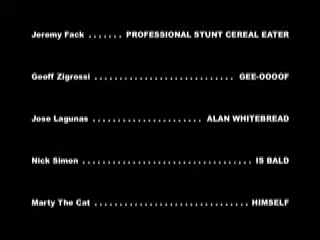 Jeremy Fack ....... PROFESSIONAL STUNT CEREAL EATER
Geoff Zigrossi ............................ GEE-OOOOF
Jose Lagunas ...................... ALAN WHITEBREAD
Nick Simon .................................. IS BALD
Marty The Cat ............................... HIMSELF